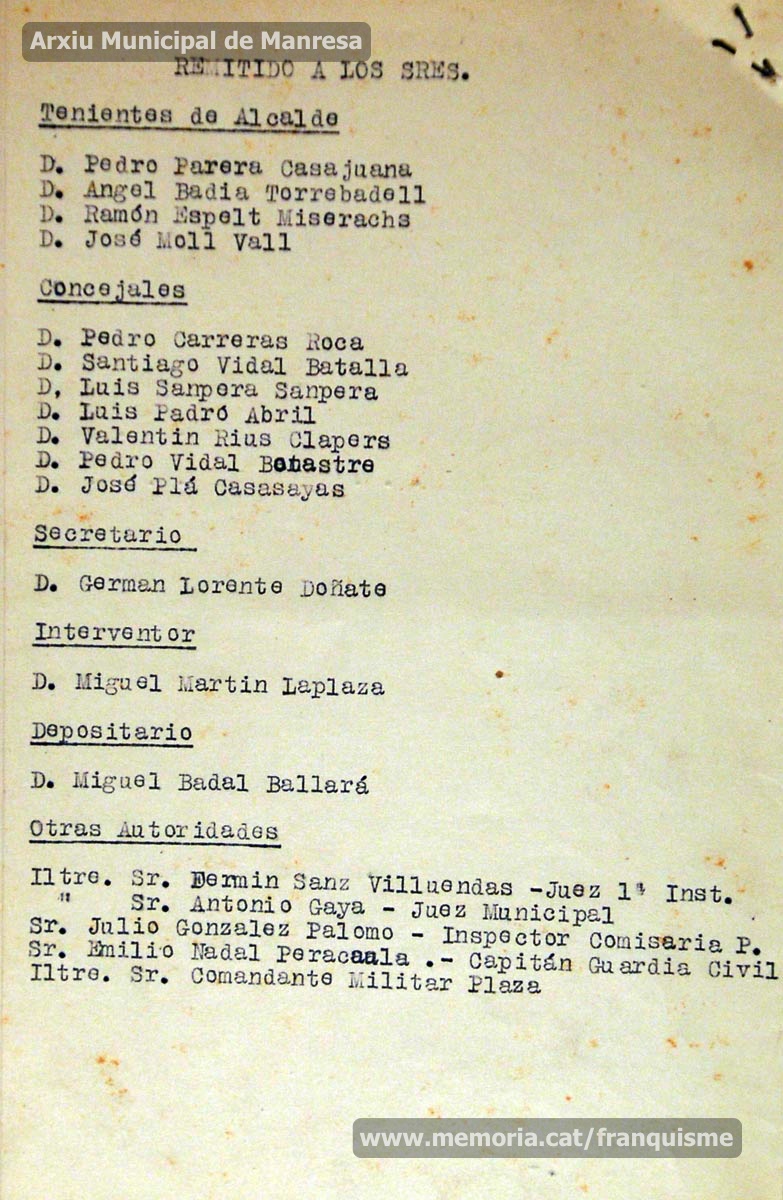 Arxiu Municipal de Manresa
REMITIDO A LOS SRES.
Tenientes de Alcalde
D. Pedro Parera Casajuana
D. Angel Badia Torrebadell
D. Ramón Espelt Miserachs
D. José Moll Vall
Concejales
D. Pedro Carreras Roca
D. Santiago Vidal Batalla
D, Luis Sanpera Sanpera
D. Luis Padró Abril
D. Valentin Rius Clapers
D. Pedro Vidal Bonastre
D. José Plá Casasayas
Secretario
D. German Lorente Doñate
Interventor
D. Miguel Martin Laplaza
Depositario
D. Miguel Badal Ballará
Otras Autoridades
Iltre. Sr. Fermin Sanz Villuendas -Juez 1ª Inst.
" Sr. Antonio Gaya - Juez Municipal
Sr. Julio Gonzalez Palomo - Inspector Comisaria P.
Sr. Emilio Nadal Peracaala .- Capitán Guardia Civil
Iltre. Sr. Comandante Militar Plaza
www.memoria.cat/franquisme